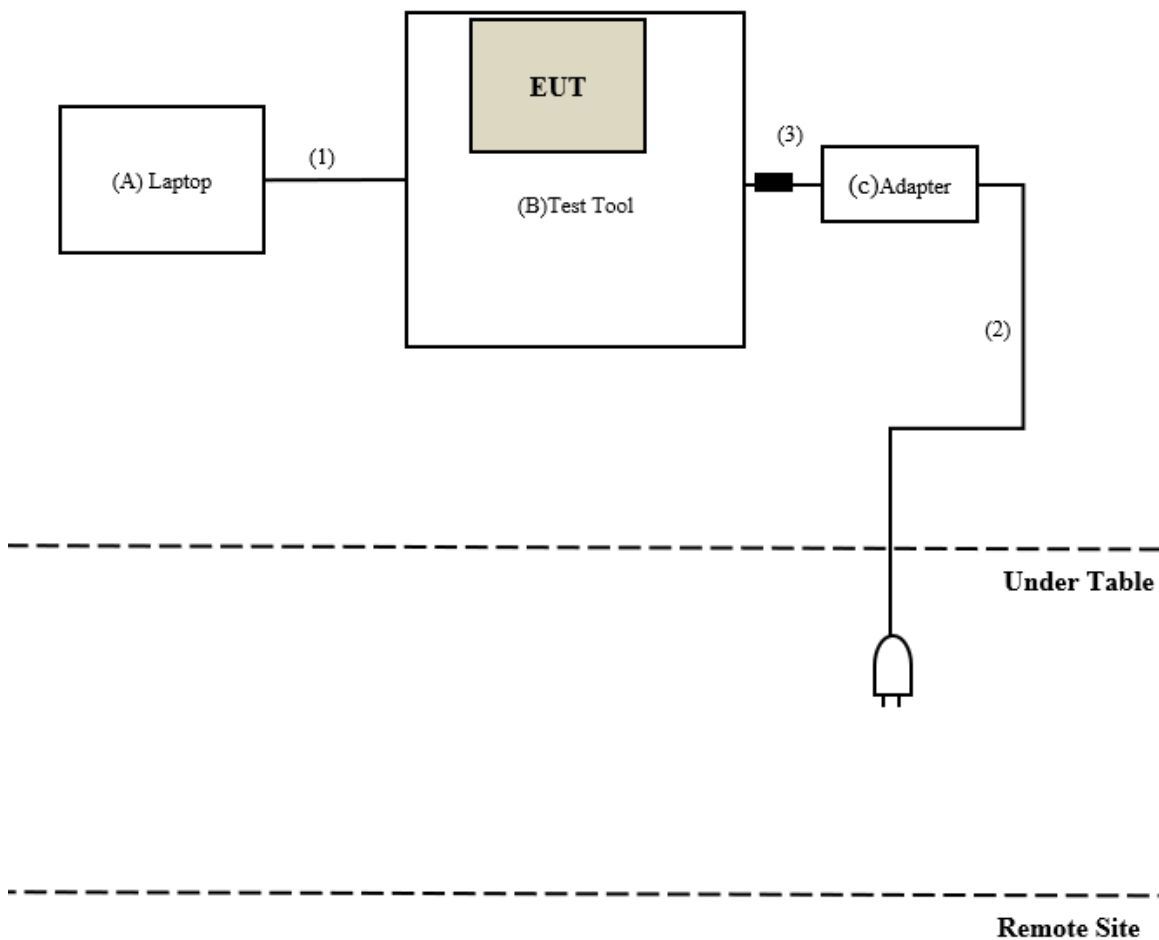 EUT
(3)
(1)
(A) Laptop
(c)Adapter
(B)Test Tool
(2)
Under Table
Remote Site